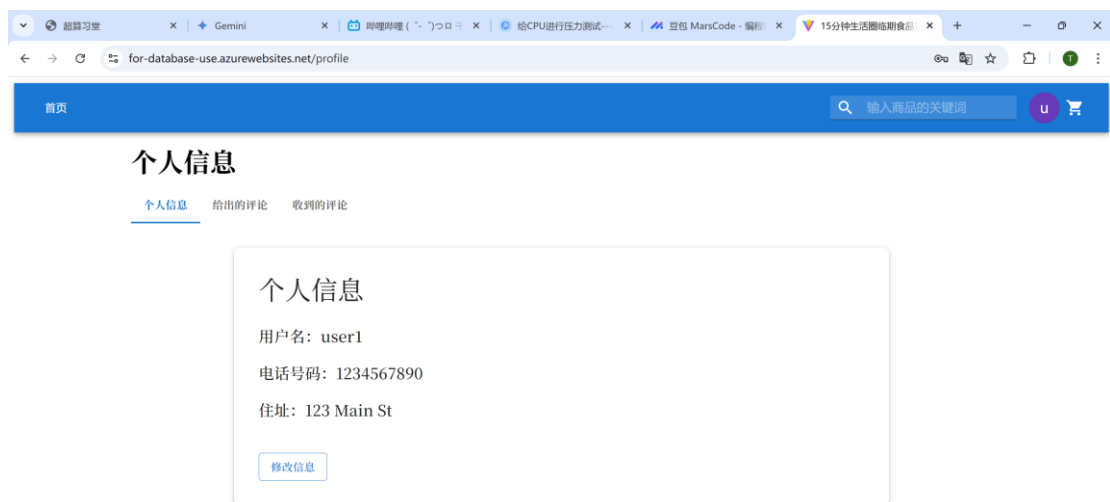 超算习堂
Gemini
哔哩哔哩 (゜-゜)つロ 干
给CPU进行压力测试-
豆包 MarsCode - 编程
15分钟生活圈临期食品
for-database-use.azurewebsites.net/profile
T
首页
输入商品的关键词
u
个人信息
个人信息 给出的评论 收到的评论
个人信息
用户名：user1
电话号码：1234567890
住址：123 Main St
修改信息